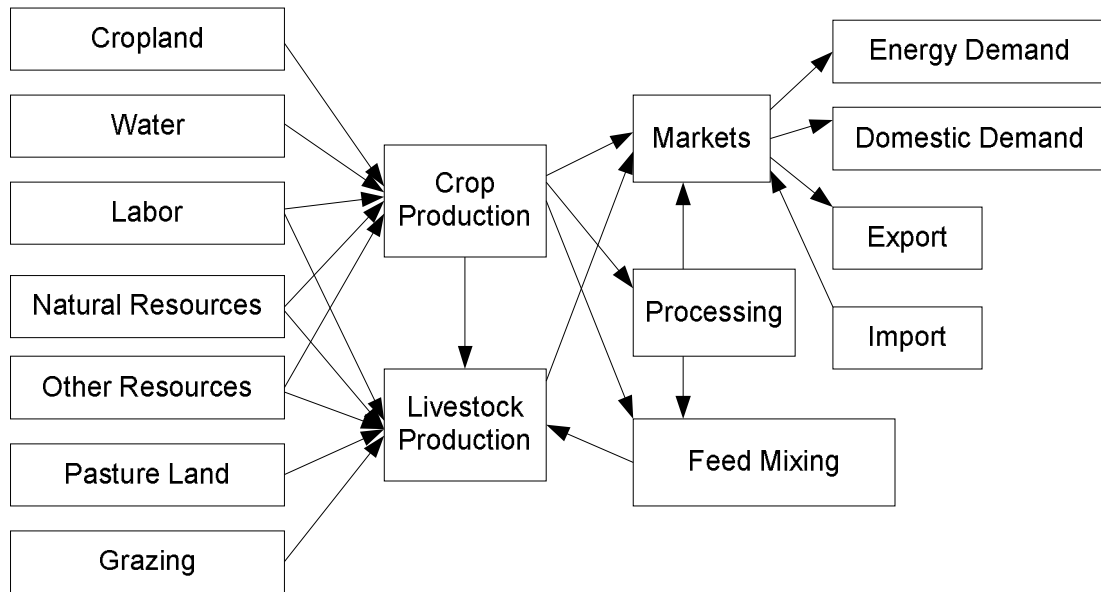 Cropland
Water
Labor
Natural Resources
Other Resources
Pasture Land
Grazing
Crop
Production
Livestock
Production
Markets
Processing
Feed Mixing
Energy Demand
Domestic Demand
Export
Import